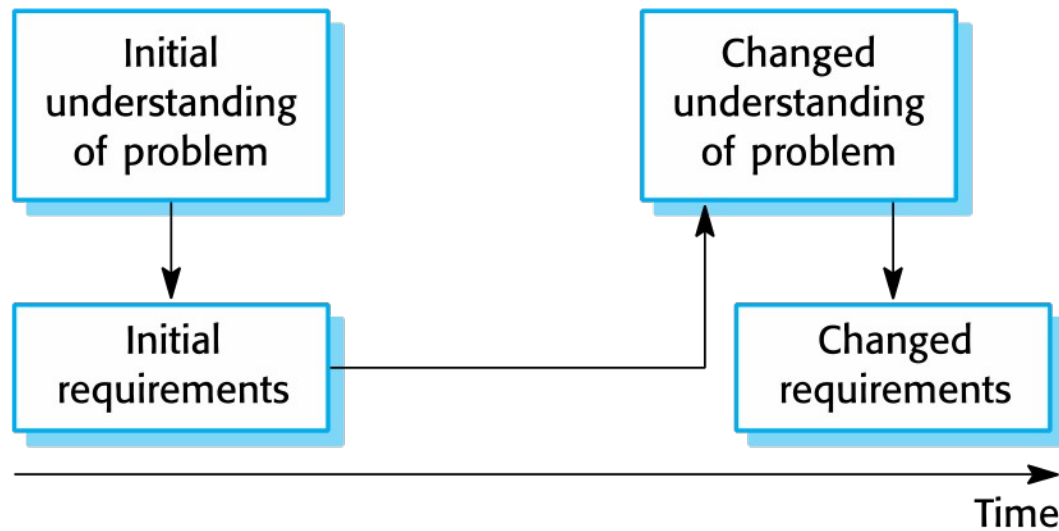 Initial
understanding
of problem
Initial
requirements
Changed
understanding
of problem
Changed
requirements
Time